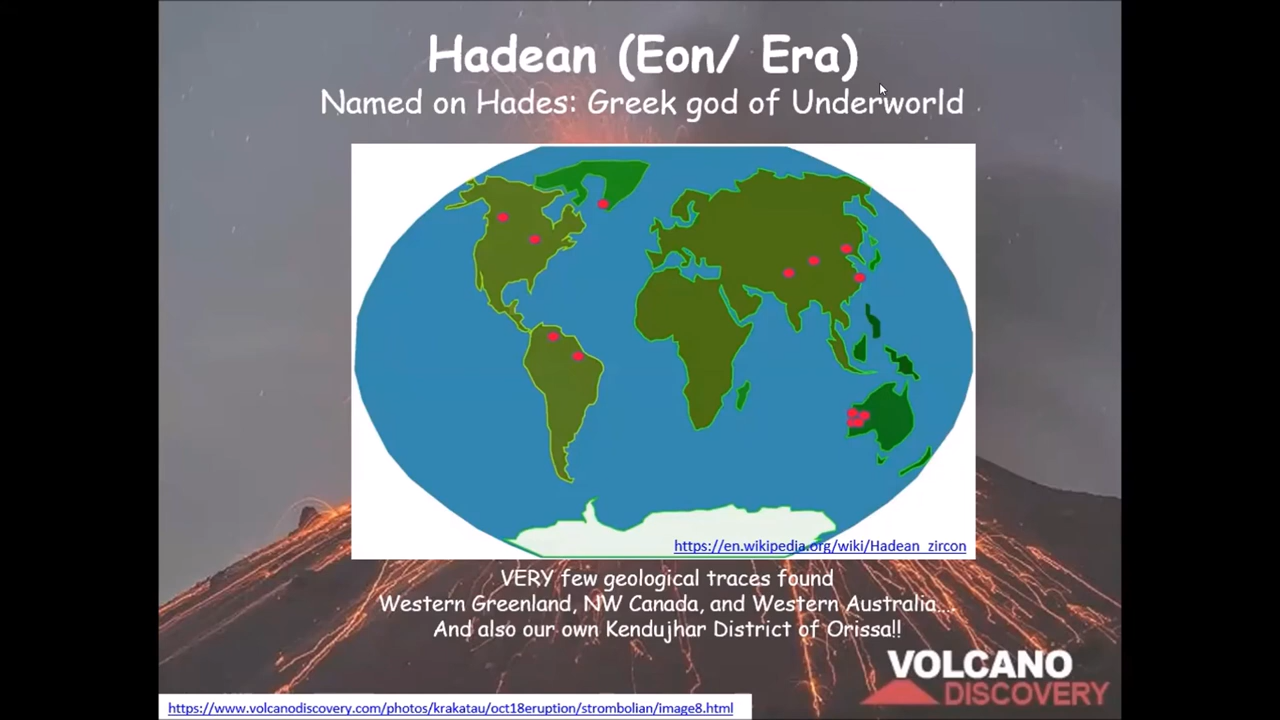 Hadean (Eon/ Era)
Named on Hades: Greek god of Underworld
https://en.wikipedia.org/wiki/Hadean_zircon
VERY few geological traces found
Western Greenland, NW Canada, and Western Australia….
And also our own Kendujhar District of Orissa!!
VOLCANO
DISCOVERY
https://www.volcanodiscovery.com/photos/krakatau/oct18eruption/strombolian/image8.html